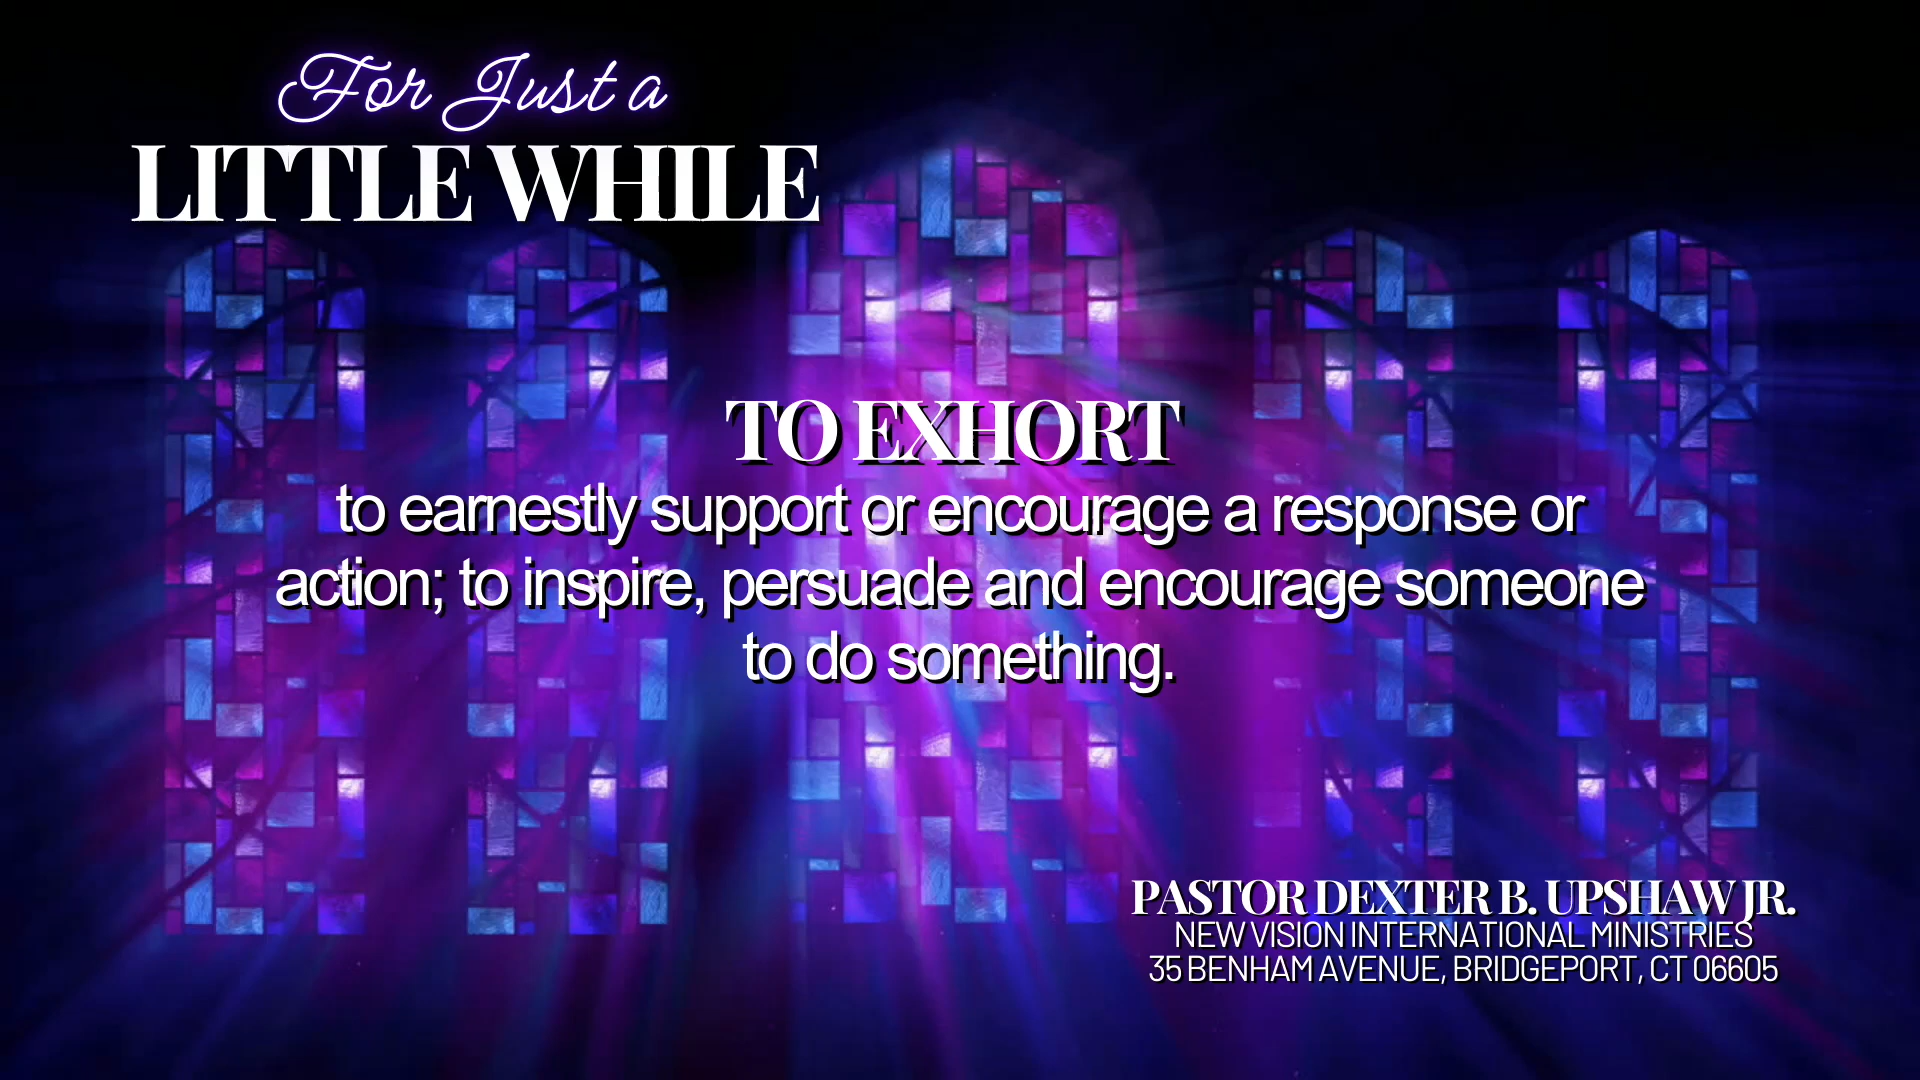 For Just a
LITTLE WHILE
TO EXHORT
to earnestly support or encourage a response or
action; to inspire, persuade and encourage someone
to do something.
PASTOR DEXTER B. UPSHAW JR.
NEW VISION INTERNATIONAL MINISTRIES
35 BENHAM AVENUE, BRIDGEPORT, CT 06605